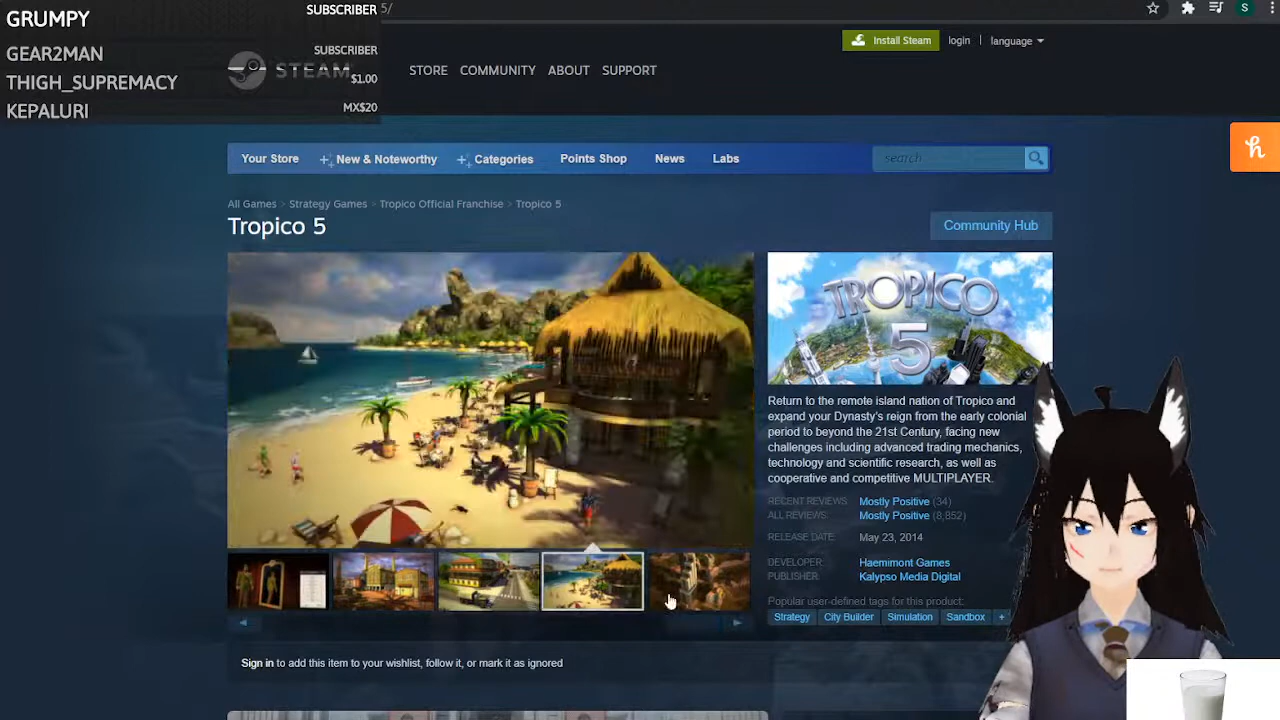 GRUMPY SUBSCRIBER
GEAR2MAN SUBSCRIBER
THIGH_SUPREMACY $1.00
KEPALURI MX$20
5/
S
Install Steam login language
STEAM STORE COMMUNITY ABOUT SUPPORT
Your Store New & Noteworthy Categories Points Shop News Labs search
h
All Games > Strategy Games > Tropico Official Franchise > Tropico 5
Tropico 5
Community Hub
TROPICO
5
Return to the remote island nation of Tropico and
expand your Dynasty's reign from the early colonial
period to beyond the 21st Century, facing new
challenges including advanced trading mechanics,
technology and scientific research, as well as
cooperative and competitive MULTIPLAYER.
RECENT REVIEWS: Mostly Positive (34)
ALL REVIEWS: Mostly Positive (8,852)
RELEASE DATE: May 23, 2014
DEVELOPER: Haemimont Games
PUBLISHER: Kalypso Media Digital
Popular user-defined tags for this product:
Strategy City Builder Simulation Sandbox +
Sign in to add this item to your wishlist, follow it, or mark it as ignored